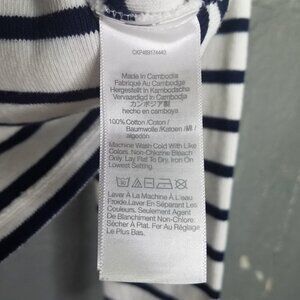 Made In Cambodia
Fabriqué Au Cambodge
Hergestellt In Kambodscha
Vervaardigd In Cambodja
カンボジア製
hecho en camboya
100% Cotton /Coton /
Baumwolle /Katoen /綿 /
algodón
Machine Wash Cold With Like
Colors. Non-Chlorine Bleach
Only. Lay Flat To Dry. Iron On
Lowest Setting.
Laver À La Machine À L'eau
Froide. Laver En Séparant Les
Couleurs. Seulement Agent
De Blanchiment Non-Chloré.
Sécher À Plat. Fer Au Réglage
Le Plus Bas.